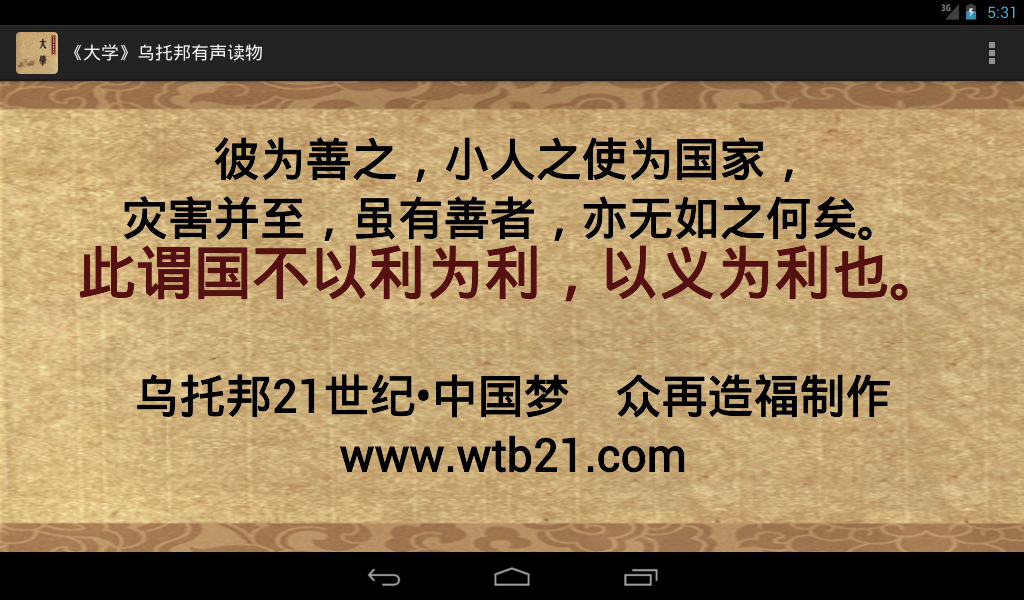 3G
5:31
大學
《大学》乌托邦有声读物
彼为善之，小人之使为国家，
灾害并至，虽有善者，亦无如之何矣。
此谓国不以利为利，以义为利也。
乌托邦21世纪·中国梦 众再造福制作
www.wtb21.com